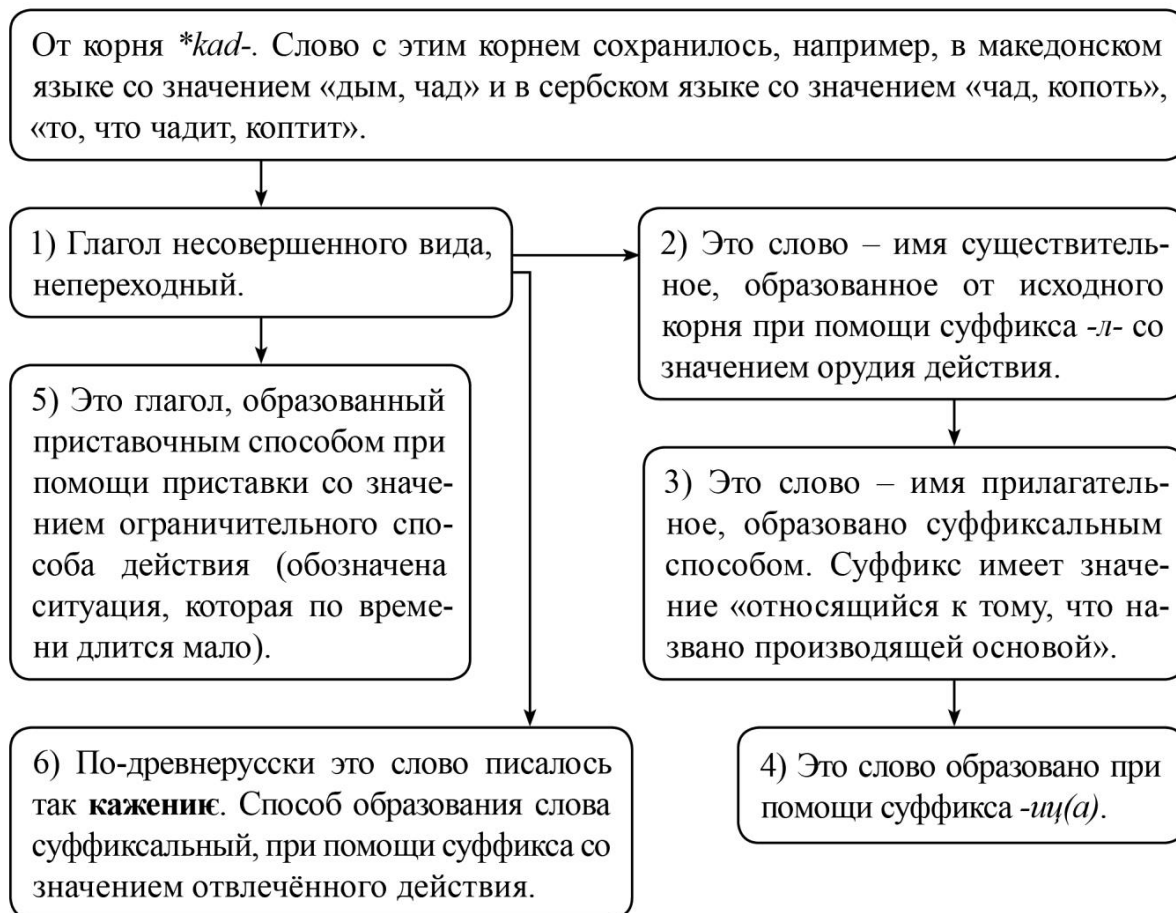 От корня *kad-. Слово с этим корнем сохранилось, например, в македонском
языке со значением «дым, чад» и в сербском языке со значением «чад, копоть»,
«то, что чадит, коптит».
1) Глагол несовершенного вида,
непереходный.
2) Это слово – имя существитель-
ное, образованное от исходного
корня при помощи суффикса -л- со
значением орудия действия.
5) Это глагол, образованный
приставочным способом при
помощи приставки со значе-
нием ограничительного спо-
соба действия (обозначена
ситуация, которая по време-
ни длится мало).
3) Это слово – имя прилагатель-
ное, образовано суффиксальным
способом. Суффикс имеет значе-
ние «относящийся к тому, что на-
звано производящей основой».
6) По-древнерусски это слово писалось
так кажениѥ. Способ образования слова
суффиксальный, при помощи суффикса со
значением отвлечённого действия.
4) Это слово образовано при
помощи суффикса -иц(а).